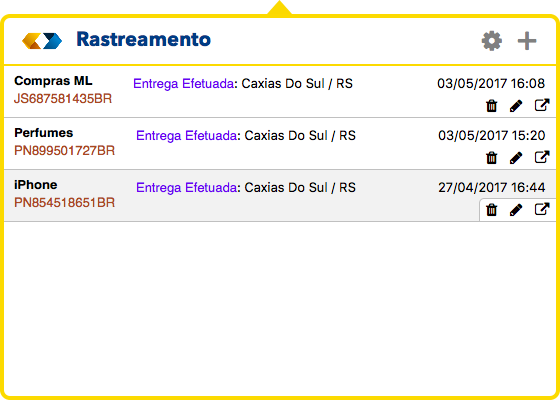 Rastreamento
Compras ML Entrega Efetuada: Caxias Do Sul / RS 03/05/2017 16:08
JS687581435BR
Perfumes Entrega Efetuada: Caxias Do Sul / RS 03/05/2017 15:20
PN899501727BR
iPhone Entrega Efetuada: Caxias Do Sul / RS 27/04/2017 16:44
PN854518651BR